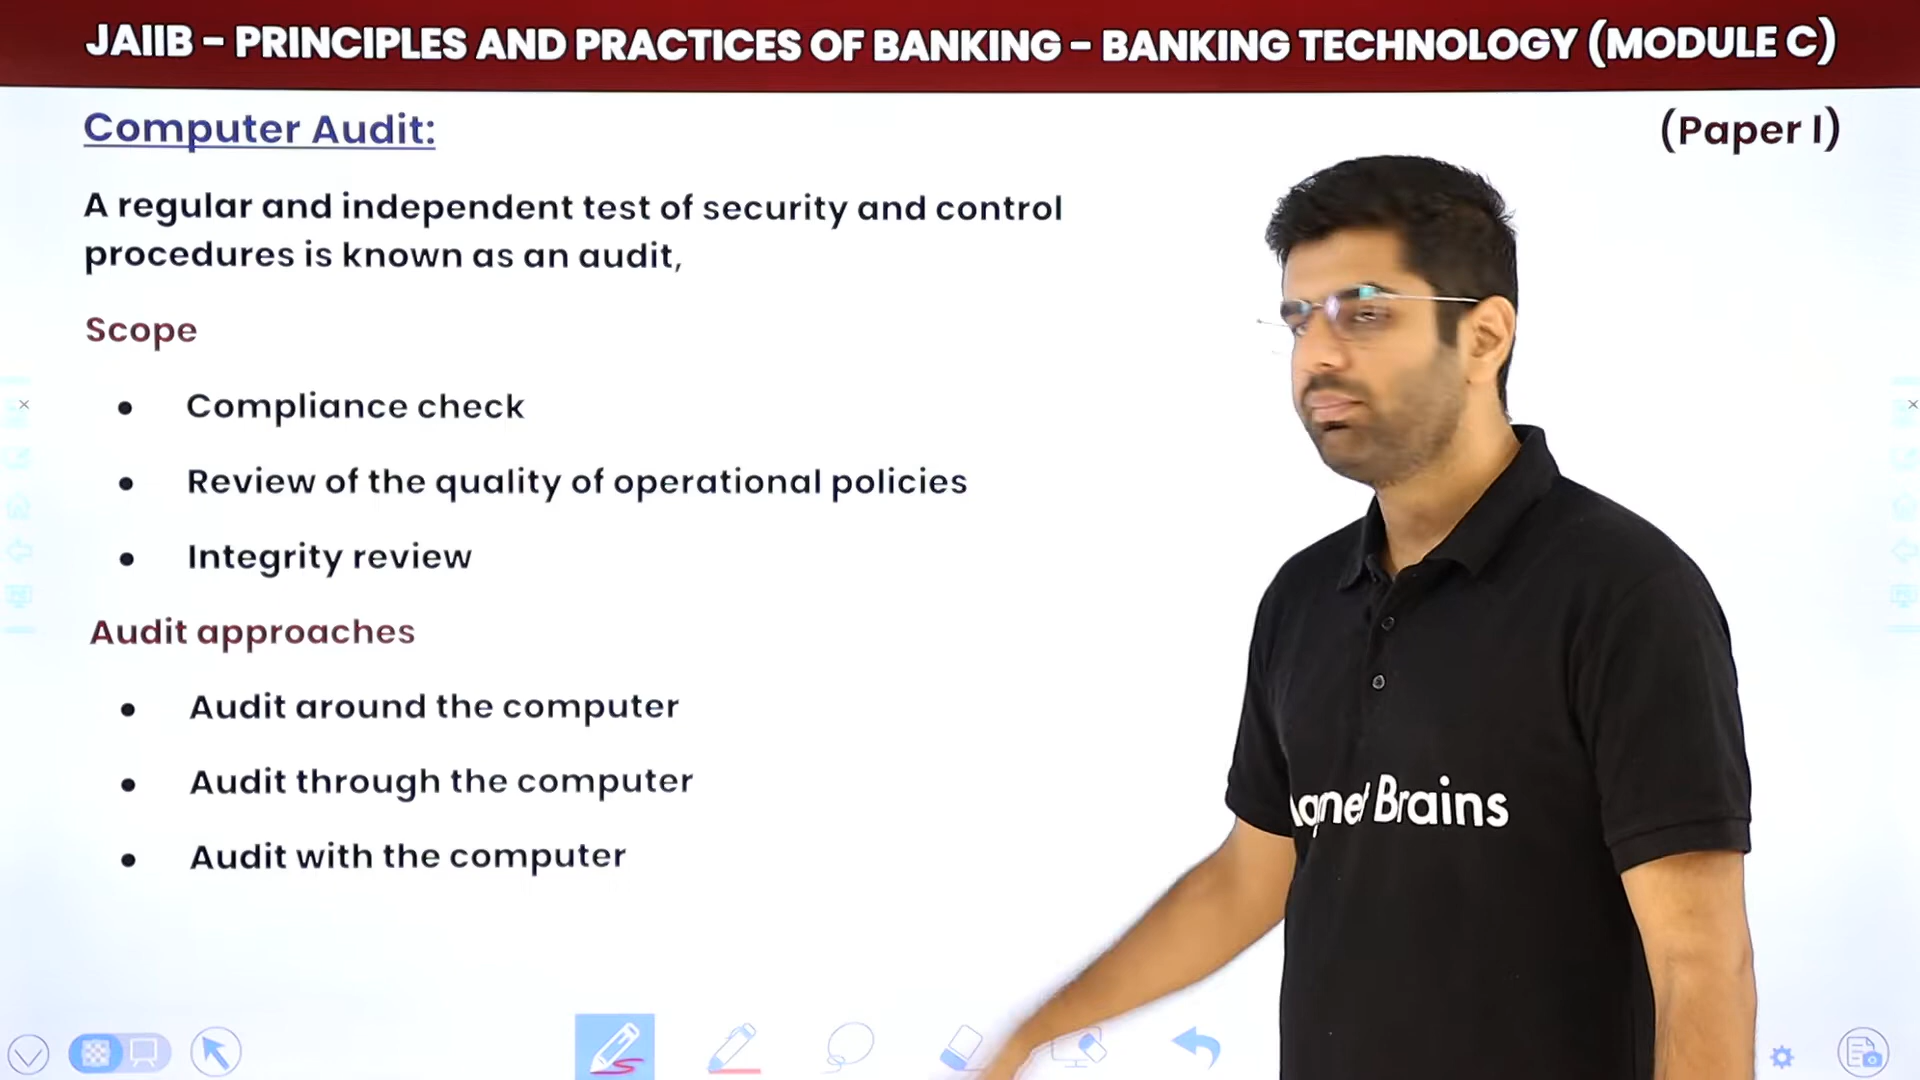 JAIIB - PRINCIPLES AND PRACTICES OF BANKING - BANKING TECHNOLOGY (MODULE C)
Computer Audit:
(Paper I)
A regular and independent test of security and control
procedures is known as an audit,
Scope
• Compliance check
• Review of the quality of operational policies
• Integrity review
Audit approaches
• Audit around the computer
• Audit through the computer
• Audit with the computer
Brains